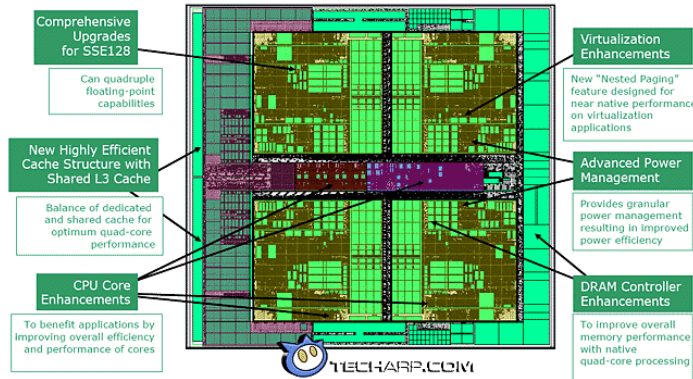 Comprehensive
Upgrades
for SSE128
Can quadruple
floating-point
capabilities
New Highly Efficient
Cache Structure with
Shared L3 Cache
Balance of dedicated
and shared cache for
optimum quad-core
performance
CPU Core
Enhancements
To benefit applications by
improving overall efficiency
and performance of cores
Virtualization
Enhancements
New "Nested Paging"
feature designed for
near native performance
on virtualization
applications
Advanced Power
Management
Provides granular
power management
resulting in improved
power efficiency
DRAM Controller
Enhancements
To improve overall
memory performance
with native
quad-core processing
TECHARP.COM